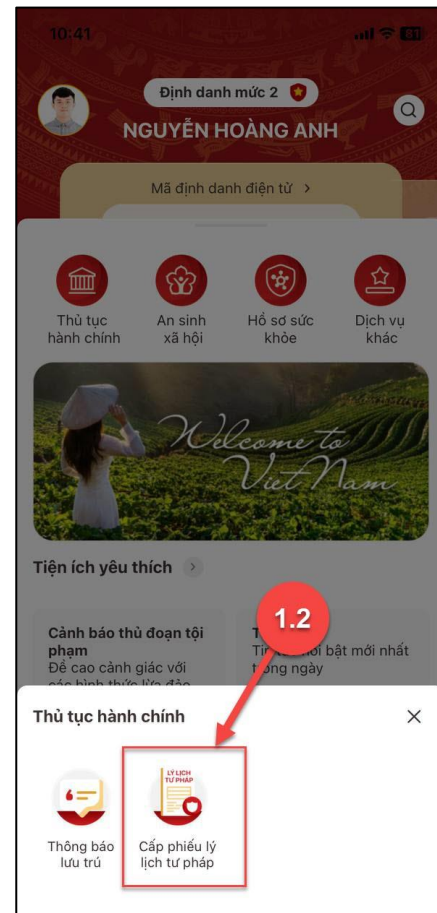 10:41
81
Định danh mức 2
NGUYỄN HOÀNG ANH
Mã định danh điện tử >
Thủ tục
hành chính
An sinh
xã hội
Hồ sơ sức
khỏe
Dịch vụ
khác
Welcome to
Viet Nam
Tiện ích yêu thích >
Cảnh báo thủ đoạn tội
phạm
Đề cao cảnh giác với
các hình thức lừa đảo
bật mới nhất
trong ngày
1.2
Thủ tục hành chính
LÝ LỊCH
TƯ PHÁP
Thông báo
lưu trú
Cấp phiếu lý
lịch tư pháp